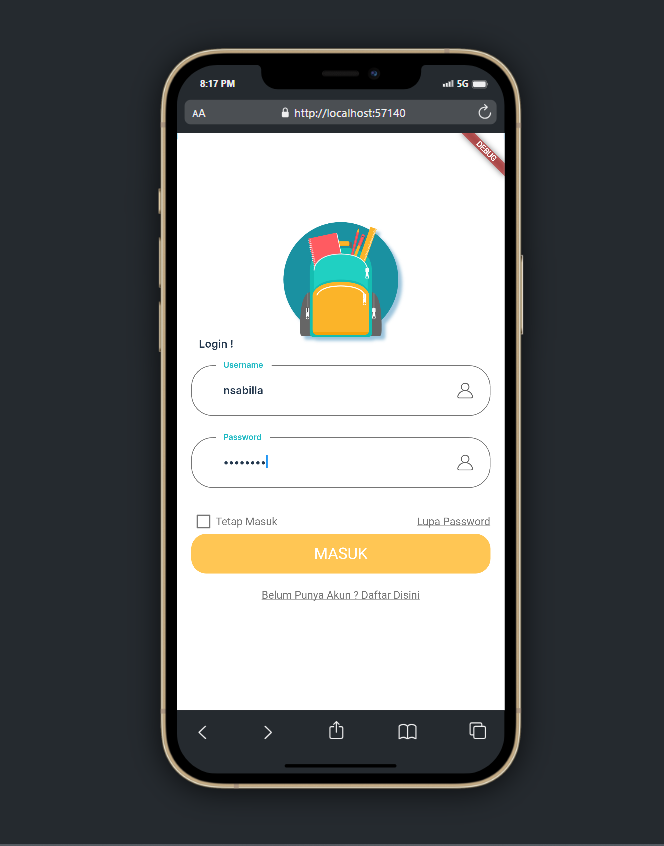 8:17 PM
5G
AA
http://localhost:57140
DEBUG
Login !
Username
nsabilla
Password
••••••••
Tetap Masuk
Lupa Password
MASUK
Belum Punya Akun ? Daftar Disini